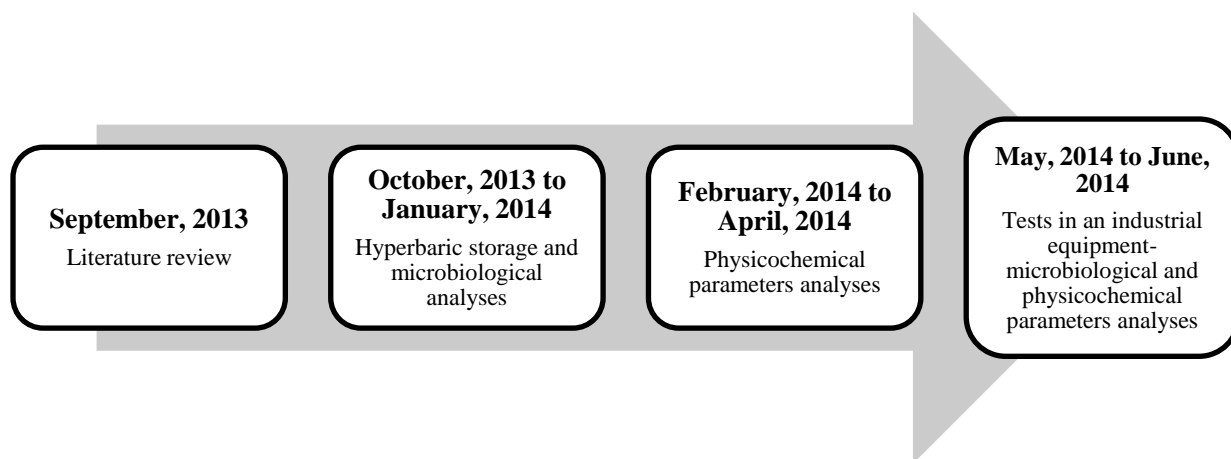 September, 2013
Literature review
October, 2013 to
January, 2014
Hyperbaric storage and
microbiological
analyses
February, 2014 to
April, 2014
Physicochemical
parameters analyses
May, 2014 to June,
2014
Tests in an industrial
equipment-
microbiological and
physicochemical
parameters analyses